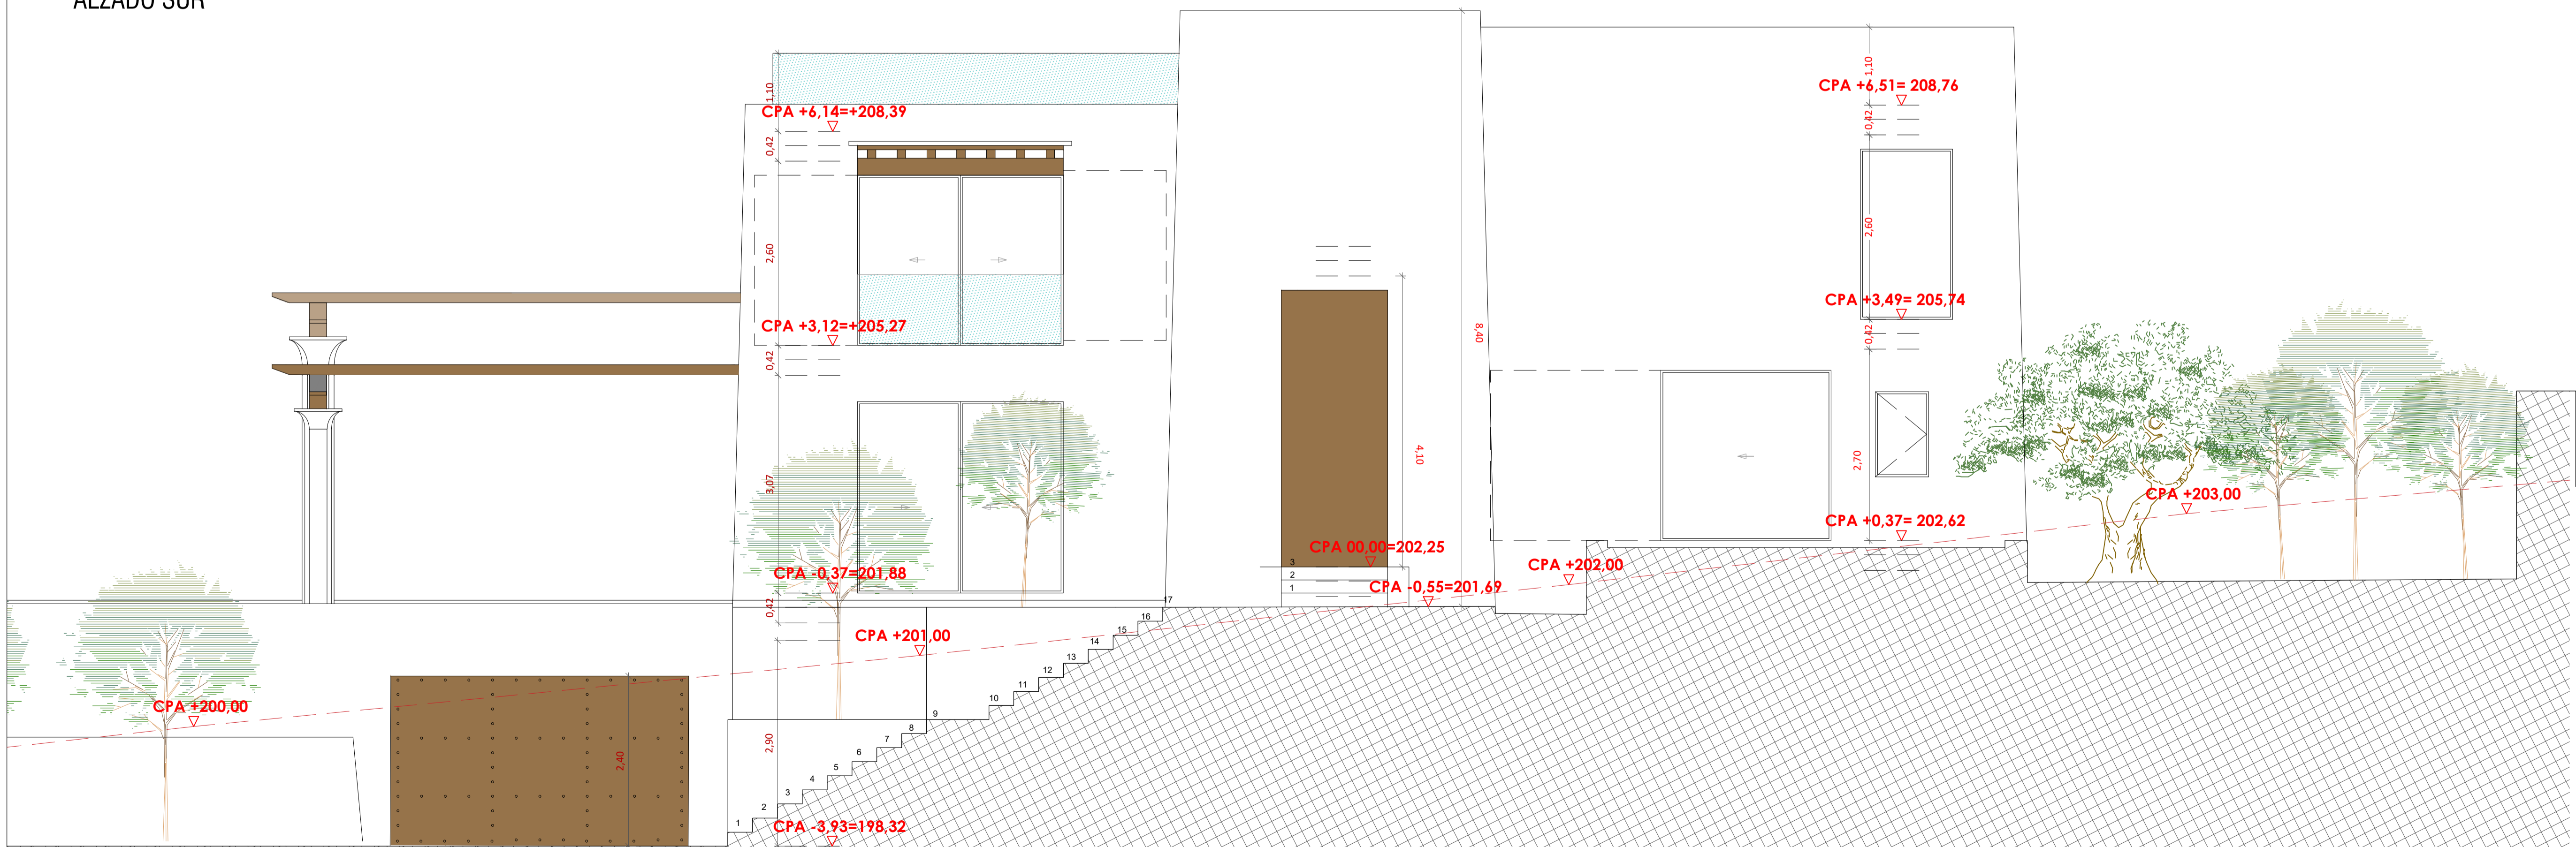 ALZADO SUR
1,10
CPA +6,14=+208,39
0,42
2,60
CPA +3,12=+205,27
0,42
3,07
CPA -0,37=201,88
0,42
CPA +201,00
2,90
CPA -3,93=198,32
CPA +200,00
2,40
1
2
3
4
5
6
7
8
9
10
11
12
13
14
15
16
17
8,40
4,10
CPA 00,00=202,25
3
2
1
CPA -0,55=201,69
CPA +202,00
1,10
CPA +6,51= 208,76
0,42
2,60
CPA +3,49= 205,74
0,42
2,70
CPA +0,37= 202,62
CPA +203,00